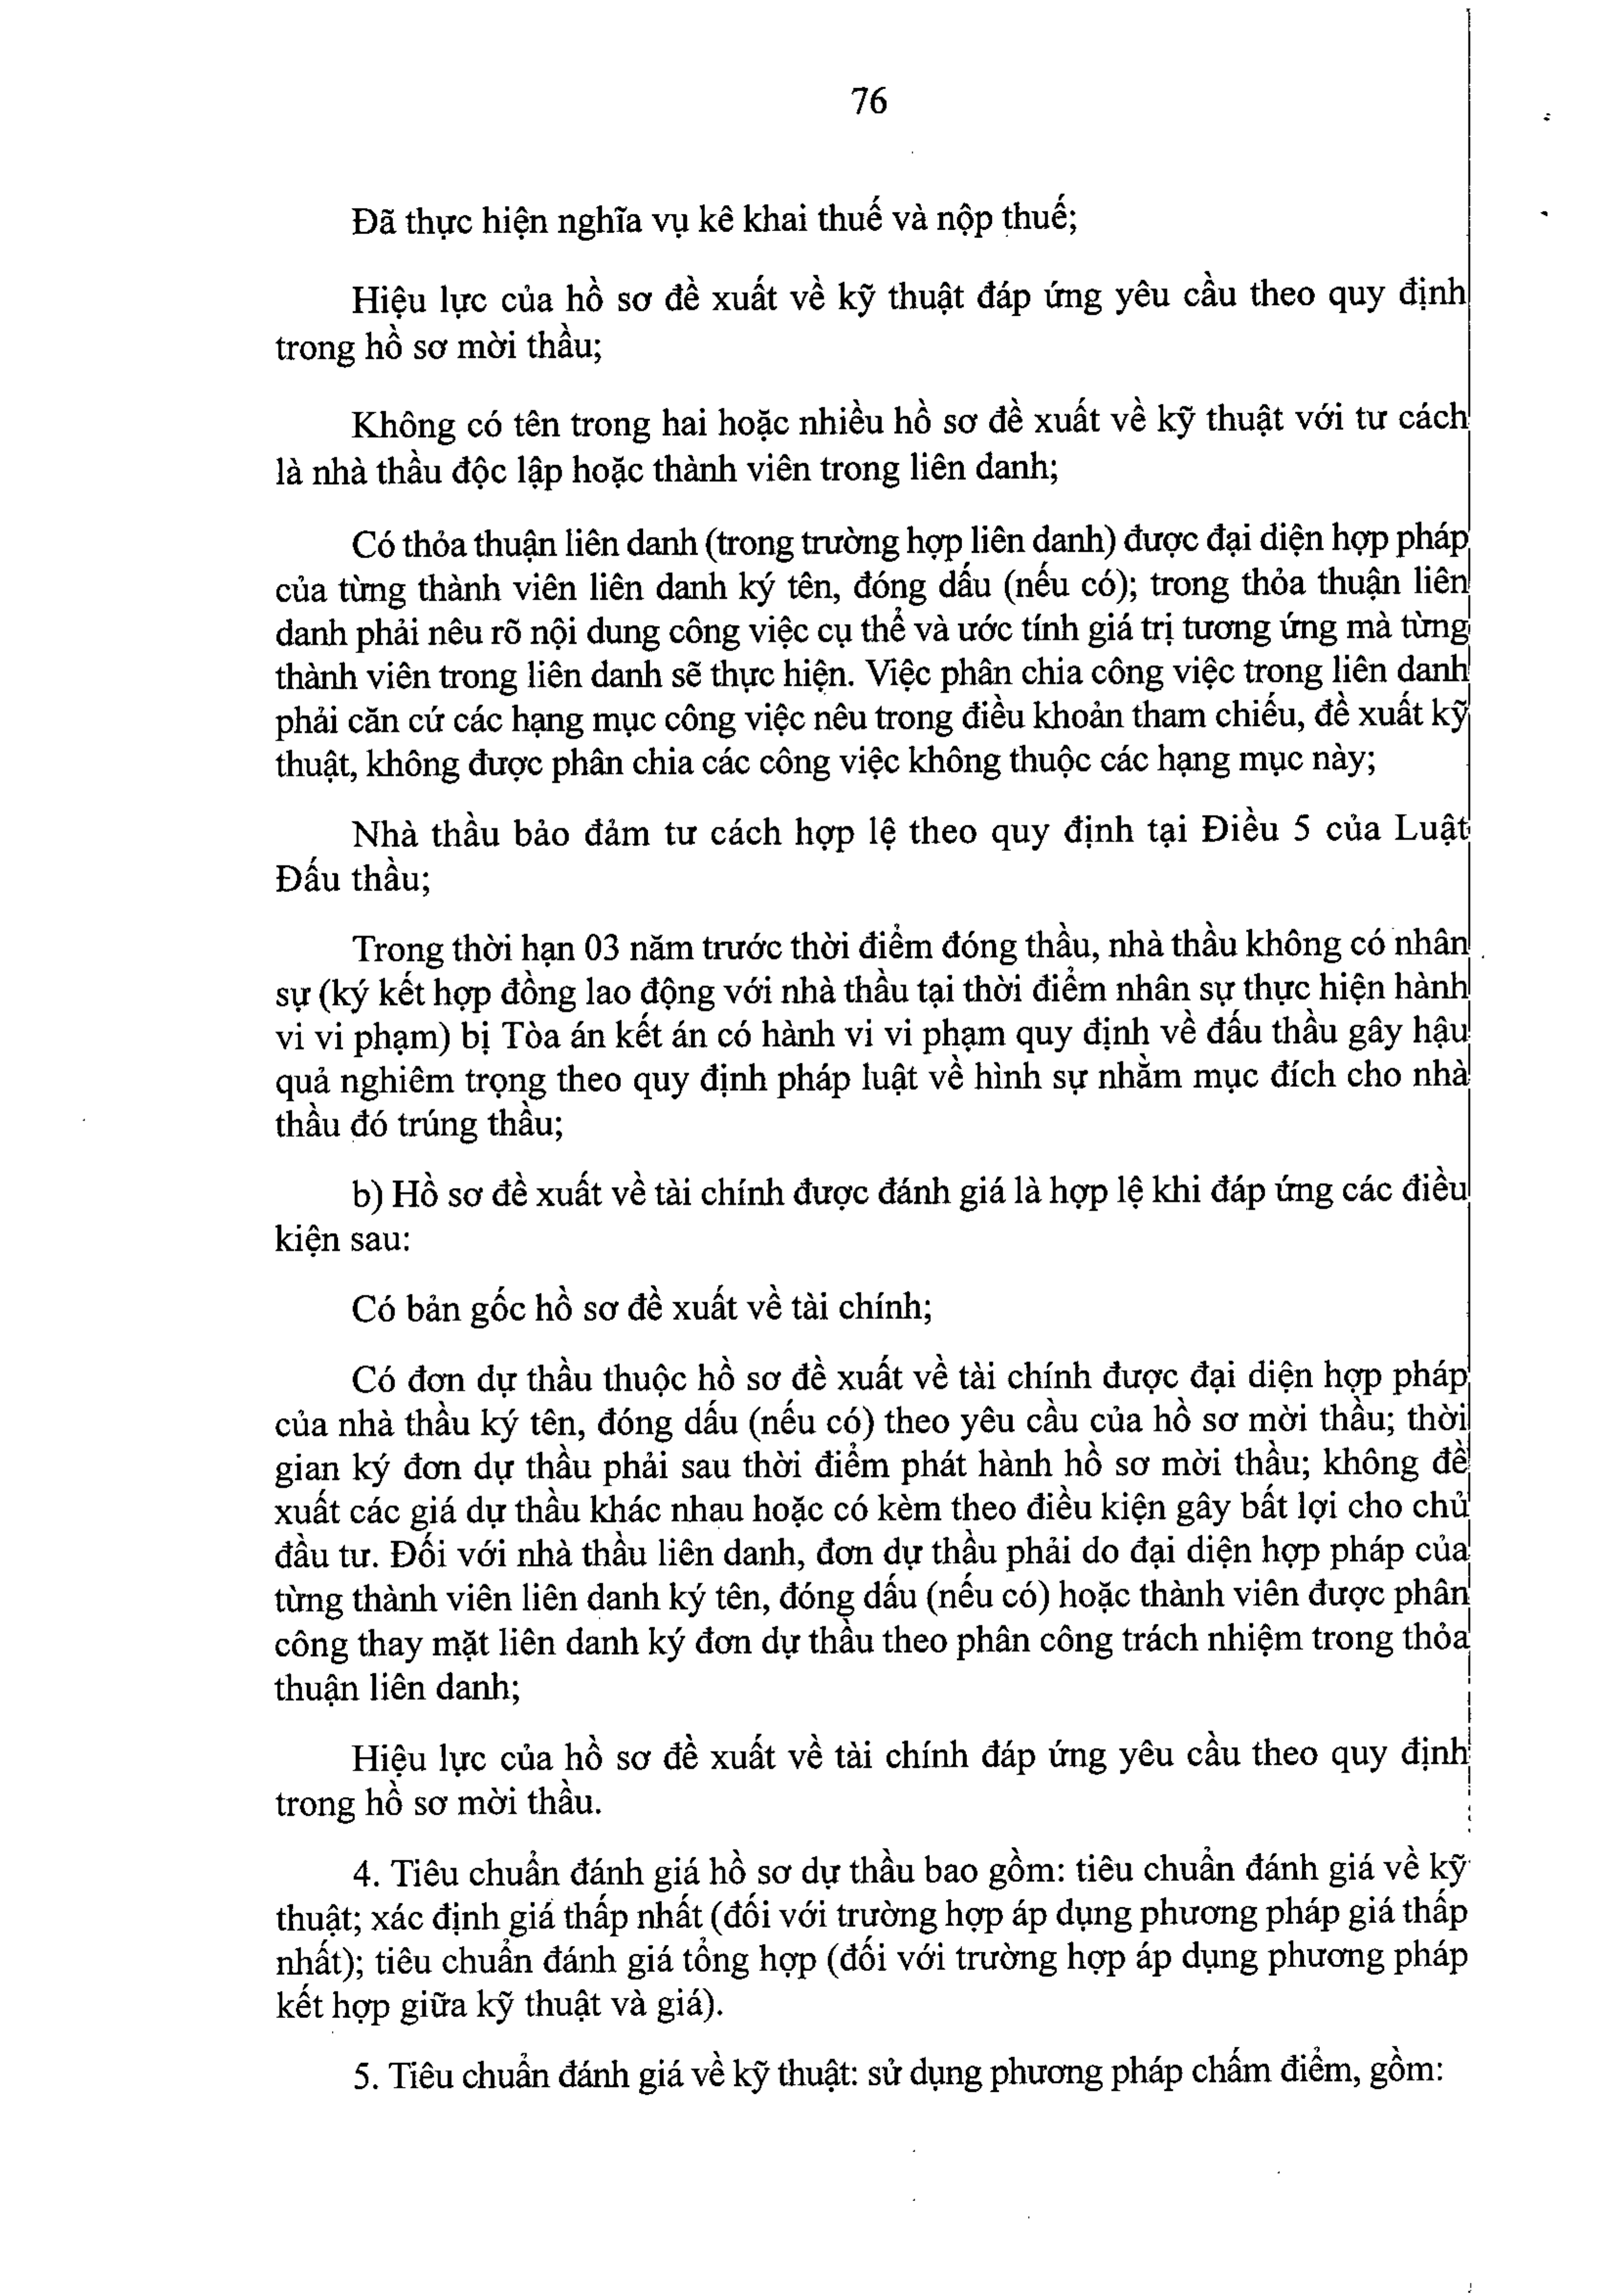 76
Đã thực hiện nghĩa vụ kê khai thuế và nộp thuế;
Hiệu lực của hồ sơ đề xuất về kỹ thuật đáp ứng yêu cầu theo quy định
trong hồ sơ mời thầu;
Không có tên trong hai hoặc nhiều hồ sơ đề xuất về kỹ thuật với tư cách
là nhà thầu độc lập hoặc thành viên trong liên danh;
Có thỏa thuận liên danh (trong trường hợp liên danh) được đại diện hợp pháp
của từng thành viên liên danh ký tên, đóng dấu (nếu có); trong thỏa thuận liên
danh phải nêu rõ nội dung công việc cụ thể và ước tính giá trị tương ứng mà từng
thành viên trong liên danh sẽ thực hiện. Việc phân chia công việc trong liên danh
phải căn cứ các hạng mục công việc nêu trong điều khoản tham chiếu, đề xuất kỹ
thuật, không được phân chia các công việc không thuộc các hạng mục này;
Nhà thầu bảo đảm tư cách hợp lệ theo quy định tại Điều 5 của Luật
Đấu thầu;
Trong thời hạn 03 năm trước thời điểm đóng thầu, nhà thầu không có nhân
sự (ký kết hợp đồng lao động với nhà thầu tại thời điểm nhân sự thực hiện hành
vi vi phạm) bị Tòa án kết án có hành vi vi phạm quy định về đấu thầu gây hậu
quả nghiêm trọng theo quy định pháp luật về hình sự nhằm mục đích cho nhà
thầu đó trúng thầu;
b) Hồ sơ đề xuất về tài chính được đánh giá là hợp lệ khi đáp ứng các điều
kiện sau:
Có bản gốc hồ sơ đề xuất về tài chính;
Có đơn dự thầu thuộc hồ sơ đề xuất về tài chính được đại diện hợp pháp
của nhà thầu ký tên, đóng dấu (nếu có) theo yêu cầu của hồ sơ mời thầu; thời
gian ký đơn dự thầu phải sau thời điểm phát hành hồ sơ mời thầu; không đề
xuất các giá dự thầu khác nhau hoặc có kèm theo điều kiện gây bất lợi cho chủ
đầu tư. Đối với nhà thầu liên danh, đơn dự thầu phải do đại diện hợp pháp của
từng thành viên liên danh ký tên, đóng dấu (nếu có) hoặc thành viên được phân
công thay mặt liên danh ký đơn dự thầu theo phân công trách nhiệm trong thỏa
thuận liên danh;
Hiệu lực của hồ sơ đề xuất về tài chính đáp ứng yêu cầu theo quy định
trong hồ sơ mời thầu.
4. Tiêu chuẩn đánh giá hồ sơ dự thầu bao gồm: tiêu chuẩn đánh giá về kỹ
thuật; xác định giá thấp nhất (đối với trường hợp áp dụng phương pháp giá thấp
nhất); tiêu chuẩn đánh giá tổng hợp (đối với trường hợp áp dụng phương pháp
kết hợp giữa kỹ thuật và giá).
5. Tiêu chuẩn đánh giá về kỹ thuật: sử dụng phương pháp chấm điểm, gồm: